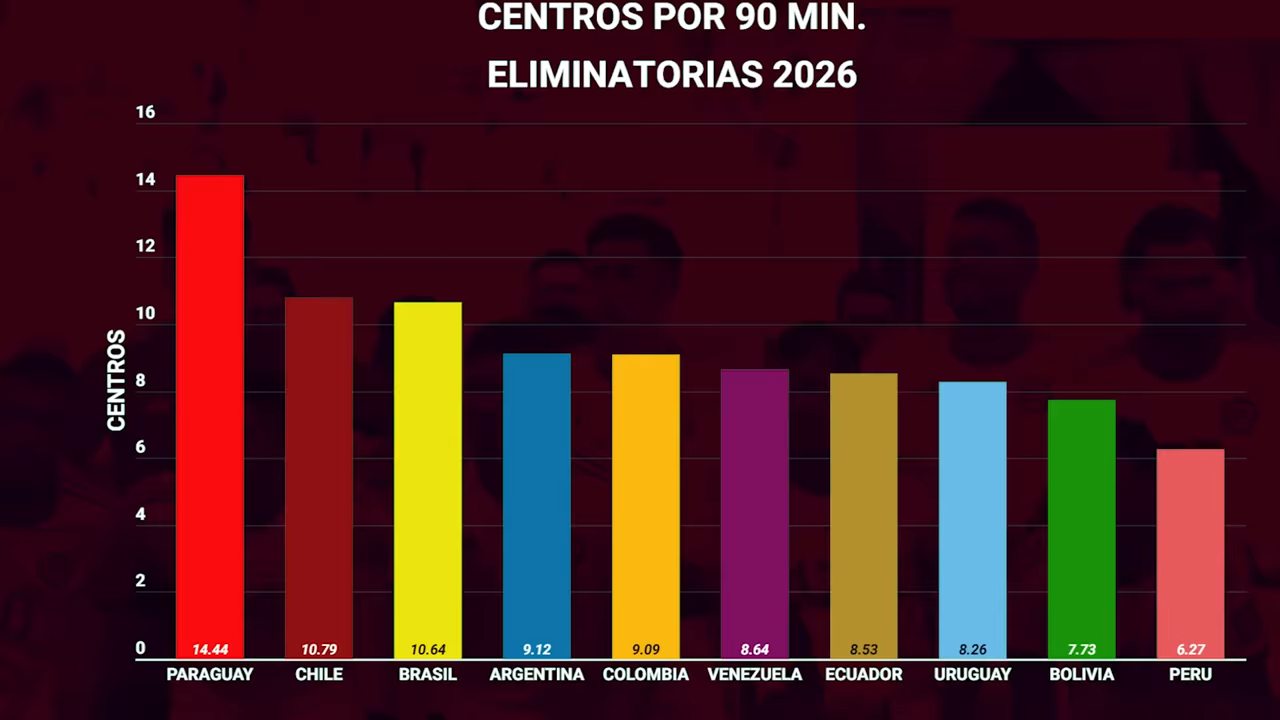 CENTROS POR 90 MIN.
ELIMINATORIAS 2026
CENTROS
16
14
12
10
8
6
4
2
0
14.44 10.79 10.64 9.12 9.09 8.64 8.53 8.26 7.73 6.27
PARAGUAY CHILE BRASIL ARGENTINA COLOMBIA VENEZUELA ECUADOR URUGUAY BOLIVIA PERU